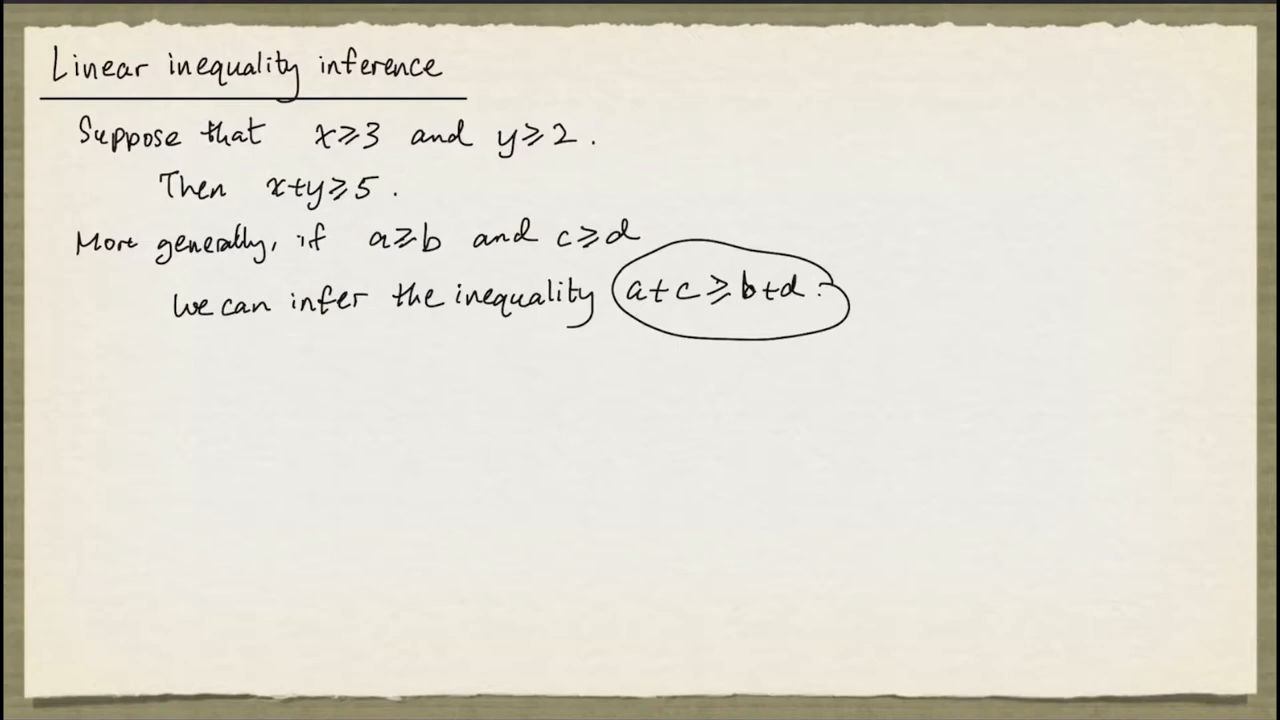 Linear inequality inference
Suppose that x⩾3 and y⩾2.
Then x+y⩾5.
More generally, if a⩾b and c⩾d
we can infer the inequality a+c⩾b+d.